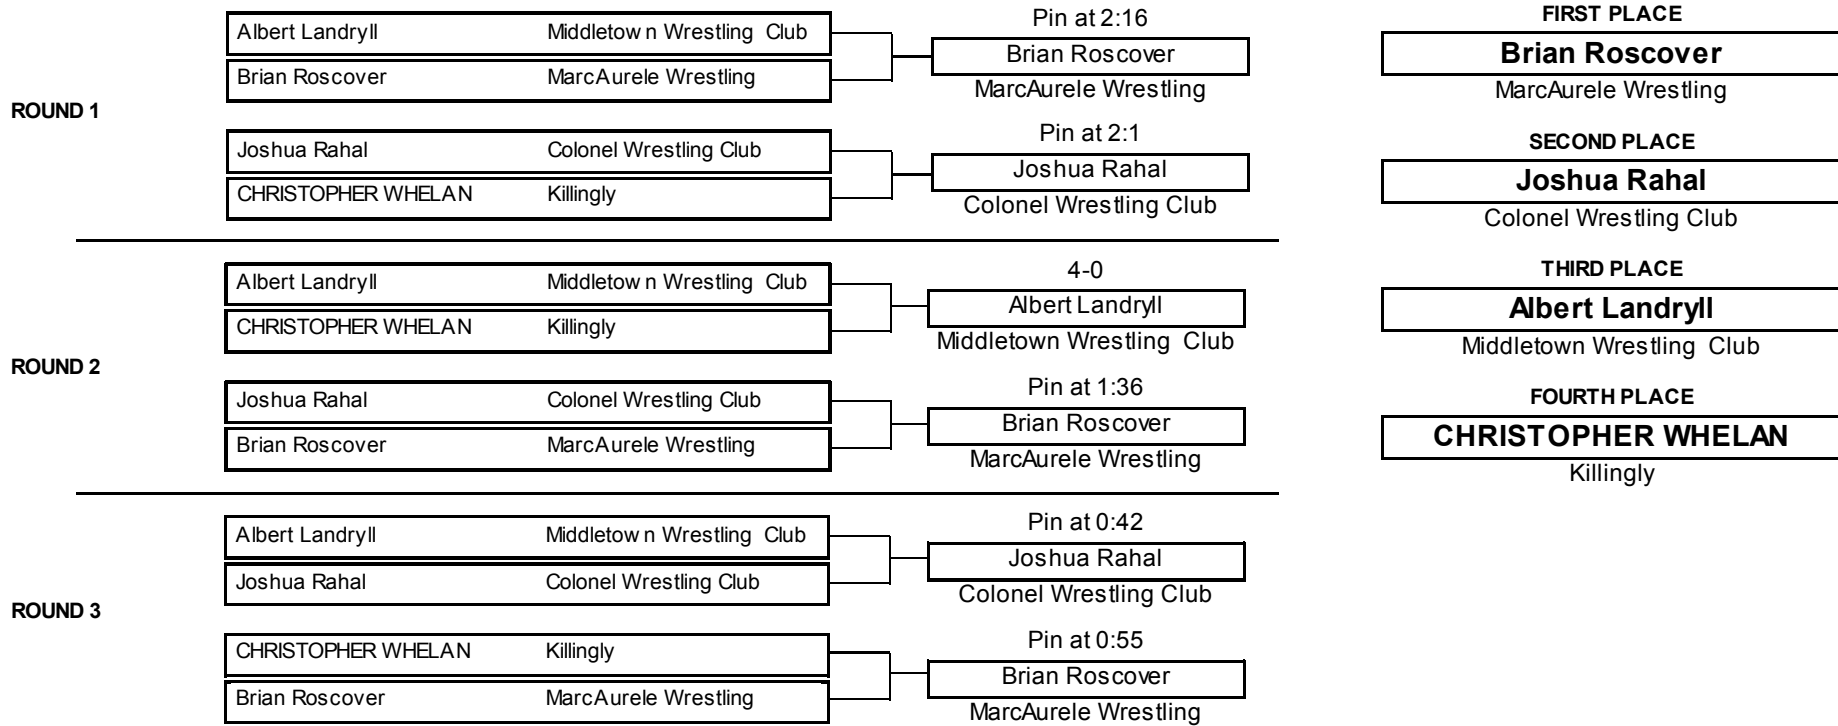 Pin at 2:16
Albert Landryll Middletown Wrestling Club
Brian Roscover
Brian Roscover MarcAurele Wrestling
MarcAurele Wrestling
ROUND 1
Pin at 2:1
Joshua Rahal Colonel Wrestling Club
Joshua Rahal
CHRISTOPHER WHELAN Killingly
Colonel Wrestling Club
4-0
Albert Landryll Middletown Wrestling Club
Albert Landryll
CHRISTOPHER WHELAN Killingly
Middletown Wrestling Club
ROUND 2
Pin at 1:36
Joshua Rahal Colonel Wrestling Club
Brian Roscover
Brian Roscover MarcAurele Wrestling
MarcAurele Wrestling
Pin at 0:42
Albert Landryll Middletown Wrestling Club
Joshua Rahal
Joshua Rahal Colonel Wrestling Club
Colonel Wrestling Club
ROUND 3
Pin at 0:55
CHRISTOPHER WHELAN Killingly
Brian Roscover
Brian Roscover MarcAurele Wrestling
MarcAurele Wrestling
FIRST PLACE
Brian Roscover
MarcAurele Wrestling
SECOND PLACE
Joshua Rahal
Colonel Wrestling Club
THIRD PLACE
Albert Landryll
Middletown Wrestling Club
FOURTH PLACE
CHRISTOPHER WHELAN
Killingly